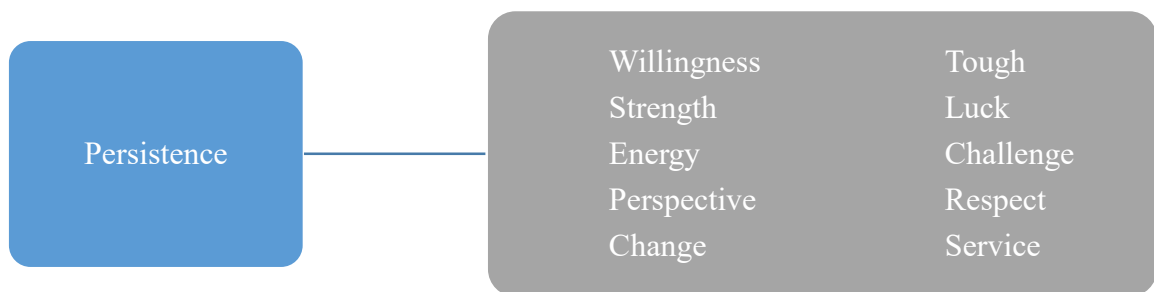 Persistence
Willingness
Strength
Energy
Perspective
Change
Tough
Luck
Challenge
Respect
Service